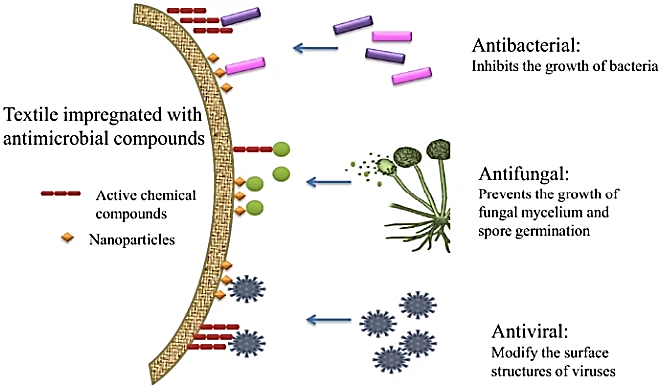 Antibacterial:
Inhibits the growth of bacteria
Textile impregnated with
antimicrobial compounds
Active chemical
compounds
Nanoparticles
Antifungal:
Prevents the growth of
fungal mycelium and
spore germination
Antiviral:
Modify the surface
structures of viruses